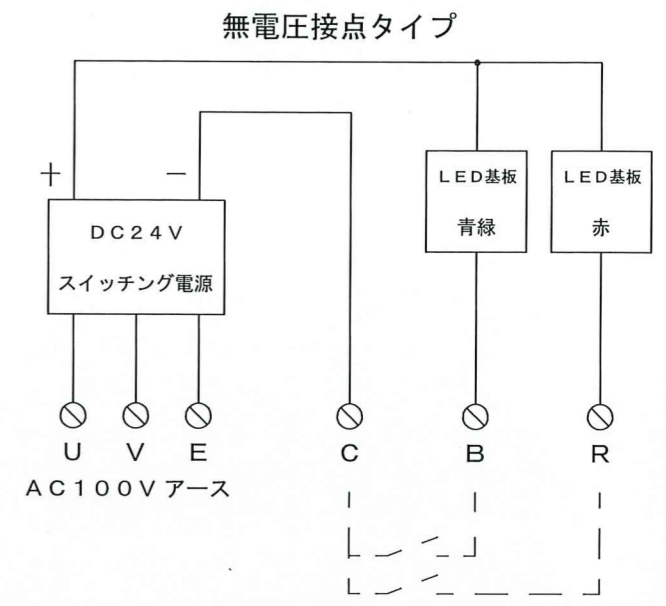 無電圧接点タイプ
+ -
DC24V
スイッチング電源
LED基板
青緑
LED基板
赤
U V E C B R
AC100V アース